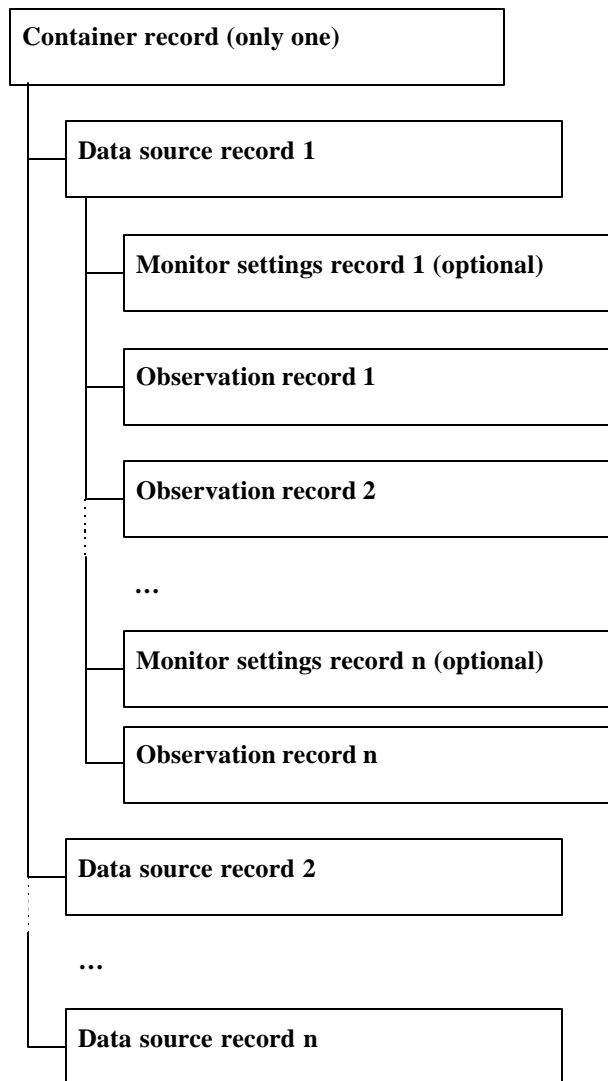 Container record (only one)
Data source record 1
Monitor settings record 1 (optional)
Observation record 1
Observation record 2
...
Monitor settings record n (optional)
Observation record n
Data source record 2
...
Data source record n